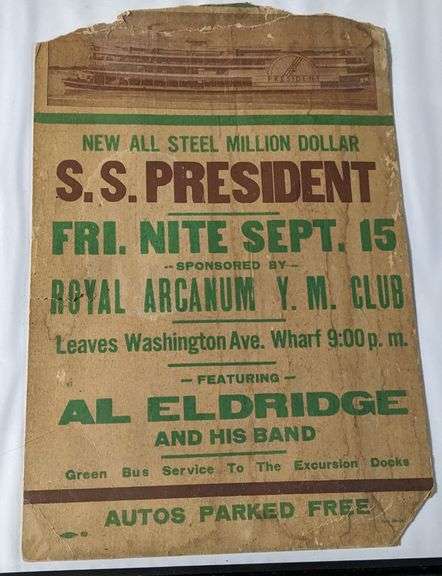 PRESIDENT
NEW ALL STEEL MILLION DOLLAR
S. S. PRESIDENT
FRI. NITE SEPT. 15
-- SPONSORED BY --
ROYAL ARCANUM Y. M. CLUB
Leaves Washington Ave. Wharf 9:00 p. m.
— FEATURING —
AL ELDRIDGE
AND HIS BAND
Green Bus Service To The Excursion Docks
AUTOS PARKED FREE